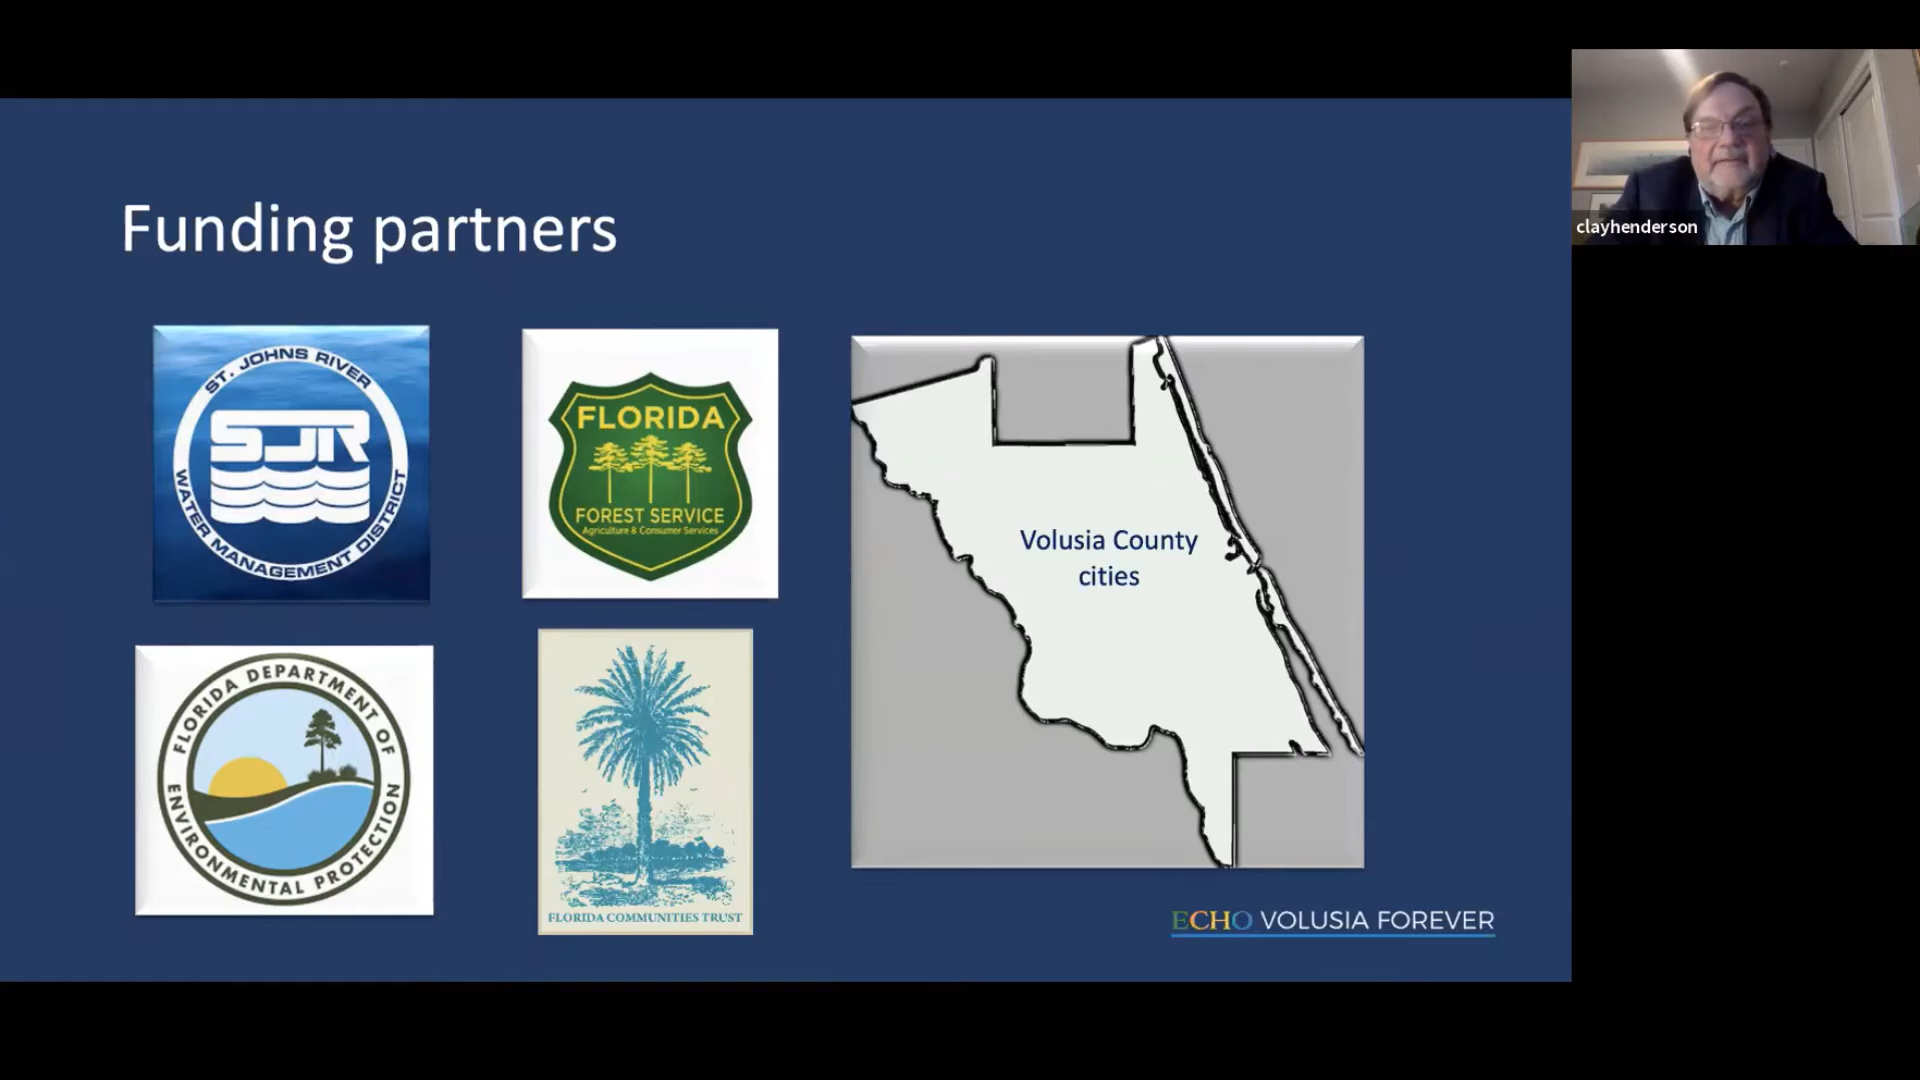 clayhenderson
Funding partners
ST. JOHNS RIVER
SJR
WATER MANAGEMENT DISTRICT
FLORIDA
FOREST SERVICE
Agriculture & Consumer Services
Volusia County
cities
FLORIDA DEPARTMENT OF
ENVIRONMENTAL PROTECTION
FLORIDA COMMUNITIES TRUST
ECHO VOLUSIA FOREVER